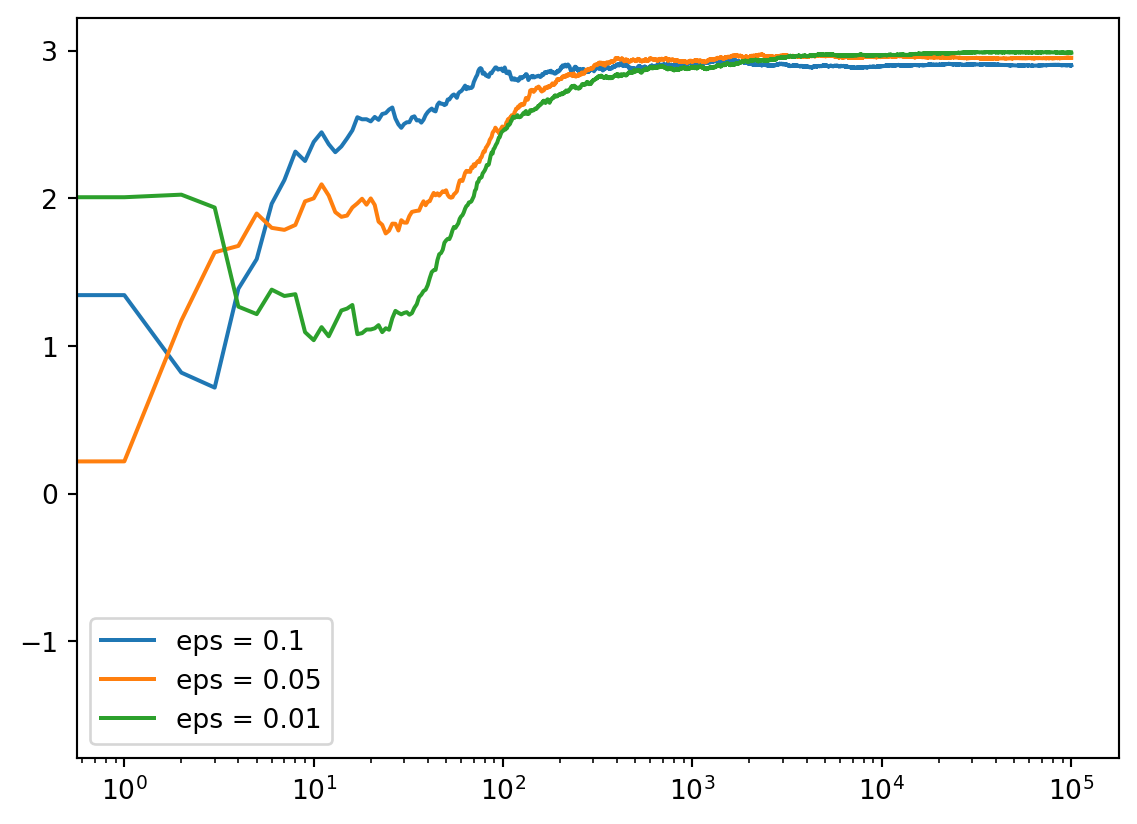 3
2
1
0
−1
eps = 0.1
eps = 0.05
eps = 0.01
10⁰ 10¹ 10² 10³ 10⁴ 10⁵